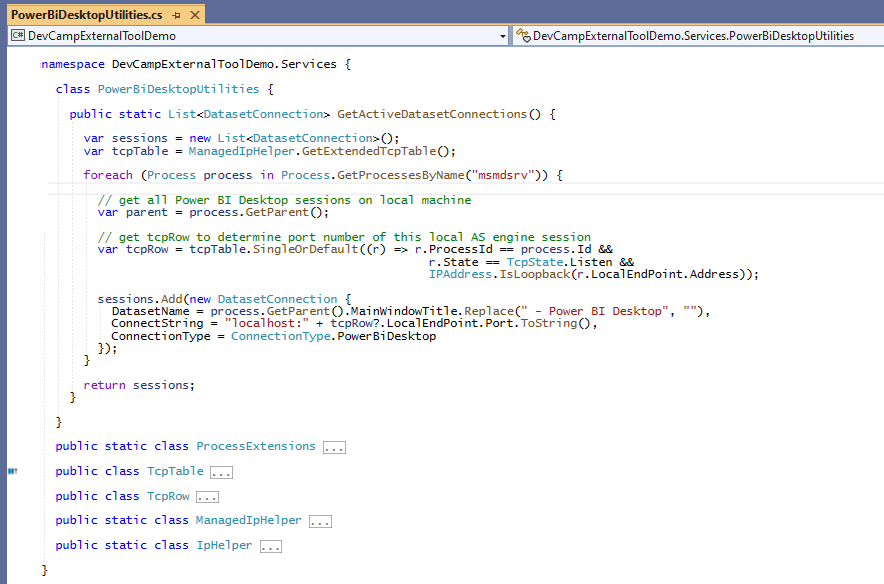 PowerBiDesktopUtilities.cs
C# DevCampExternalToolDemo
DevCampExternalToolDemo.Services.PowerBiDesktopUtilities
namespace DevCampExternalToolDemo.Services {
class PowerBiDesktopUtilities {
public static List<DatasetConnection> GetActiveDatasetConnections() {
var sessions = new List<DatasetConnection>();
var tcpTable = ManagedIpHelper.GetExtendedTcpTable();
foreach (Process process in Process.GetProcessesByName("msmdsrv")) {
// get all Power BI Desktop sessions on local machine
var parent = process.GetParent();
// get tcpRow to determine port number of this local AS engine session
var tcpRow = tcpTable.SingleOrDefault((r) => r.ProcessId == process.Id &&
r.State == TcpState.Listen &&
IPAddress.IsLoopback(r.LocalEndPoint.Address));
sessions.Add(new DatasetConnection {
DatasetName = process.GetParent().MainWindowTitle.Replace(" - Power BI Desktop", ""),
ConnectString = "localhost:" + tcpRow?.LocalEndPoint.Port.ToString(),
ConnectionType = ConnectionType.PowerBiDesktop
});
}
return sessions;
}
}
public static class ProcessExtensions ...
public class TcpTable ...
public class TcpRow ...
public static class ManagedIpHelper ...
public static class IpHelper ...
}